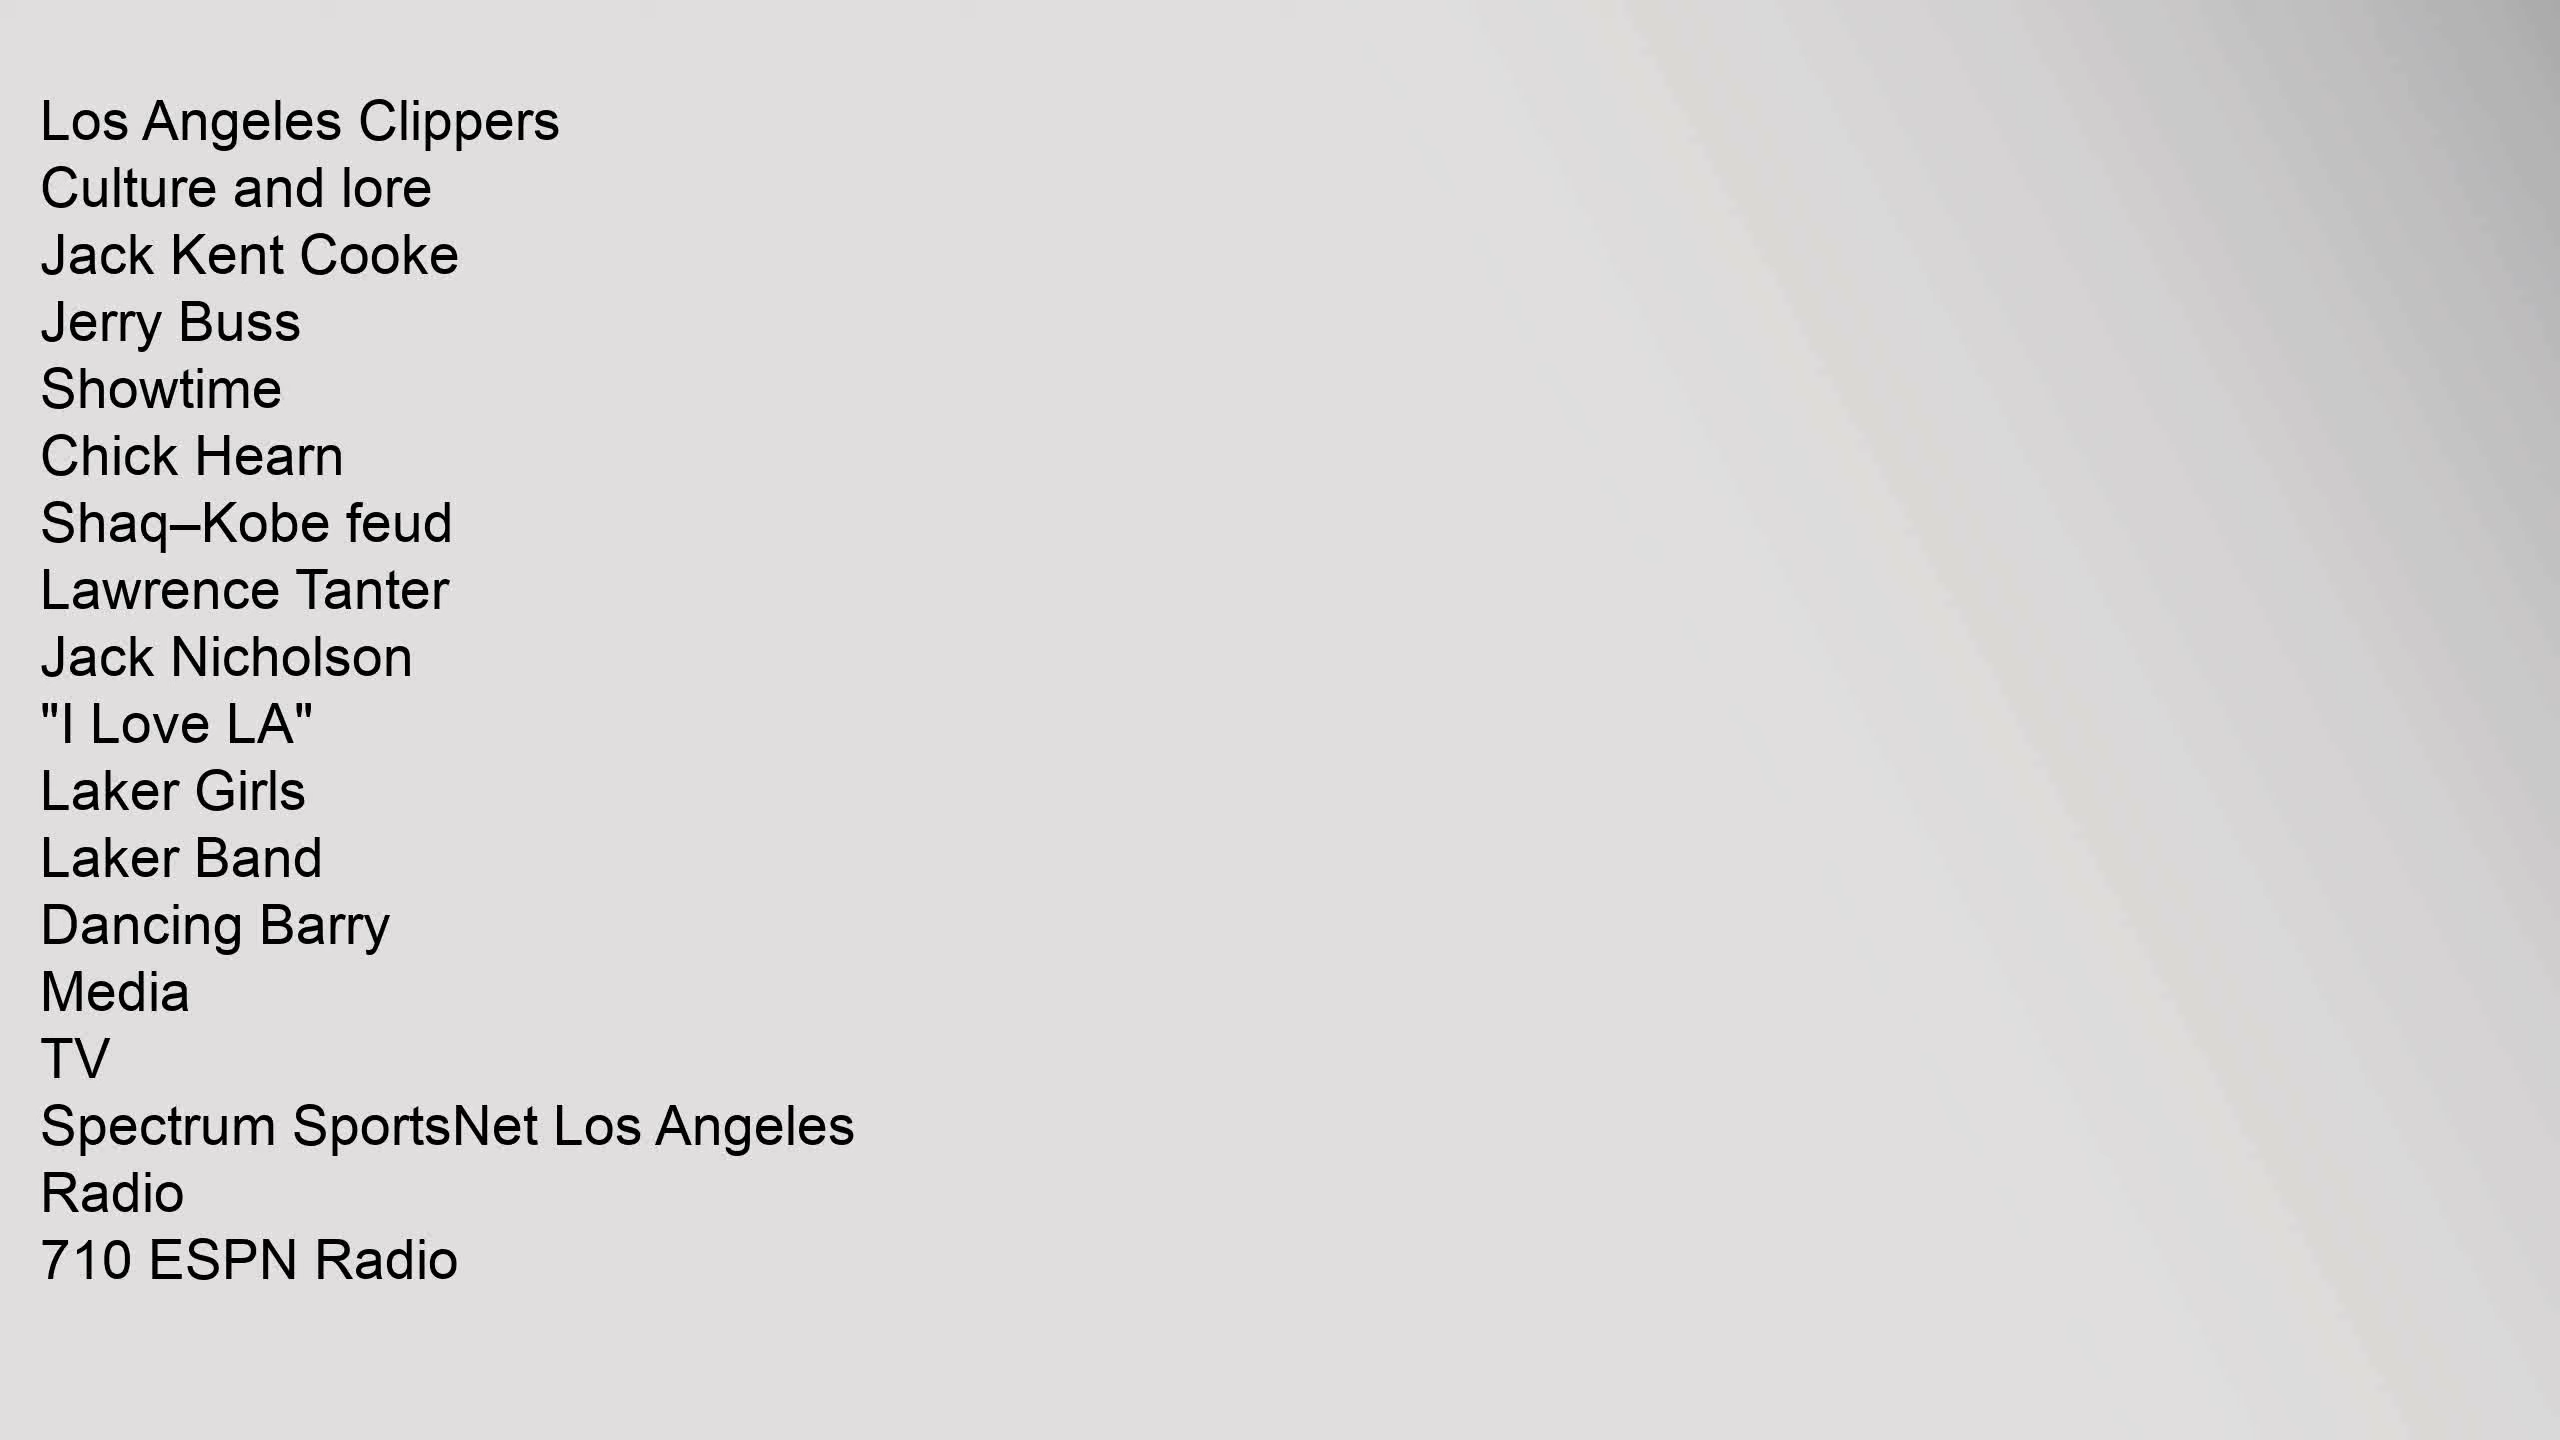 Los Angeles Clippers
Culture and lore
Jack Kent Cooke
Jerry Buss
Showtime
Chick Hearn
Shaq–Kobe feud
Lawrence Tanter
Jack Nicholson
"I Love LA"
Laker Girls
Laker Band
Dancing Barry
Media
TV
Spectrum SportsNet Los Angeles
Radio
710 ESPN Radio